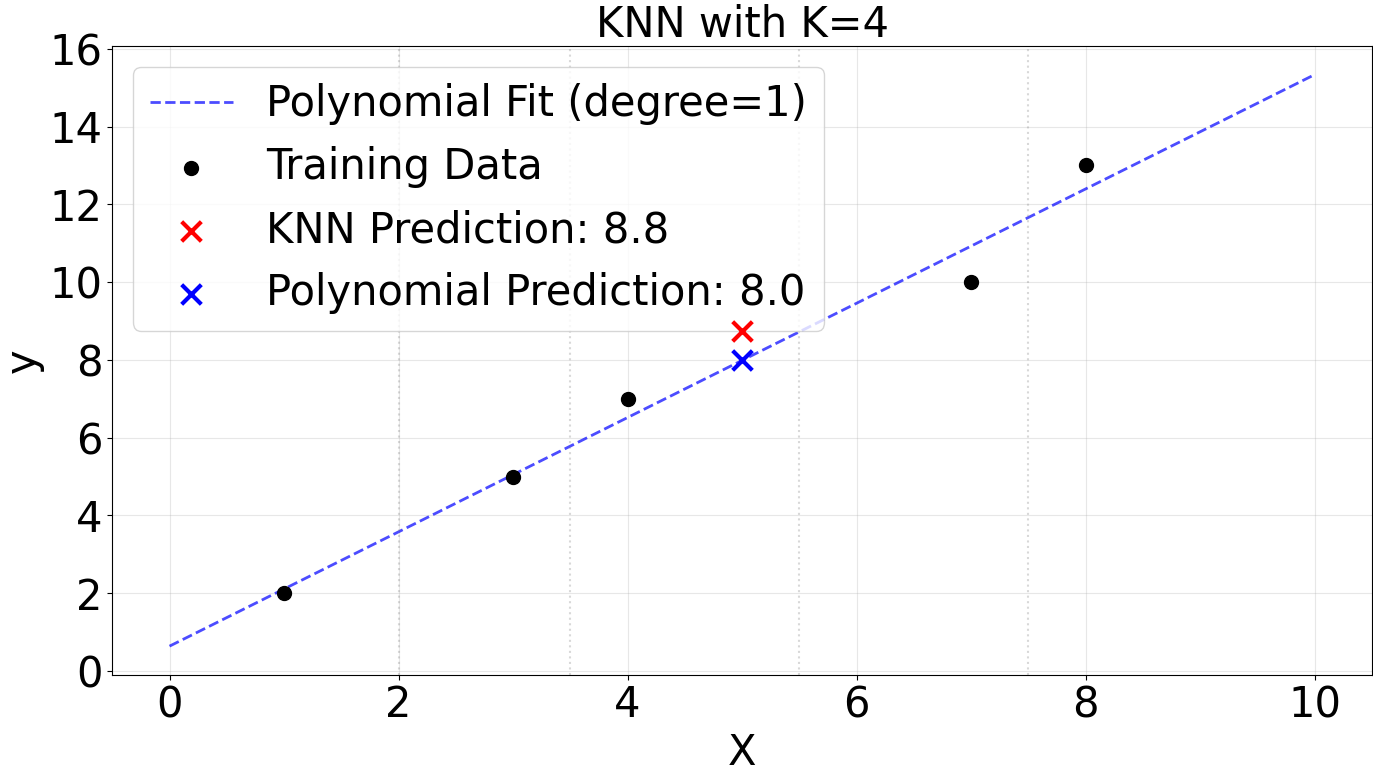 KNN with K=4
16
14
12
10
8
6
4
2
0
y
Polynomial Fit (degree=1)
Training Data
KNN Prediction: 8.8
Polynomial Prediction: 8.0
0 2 4 6 8 10
X